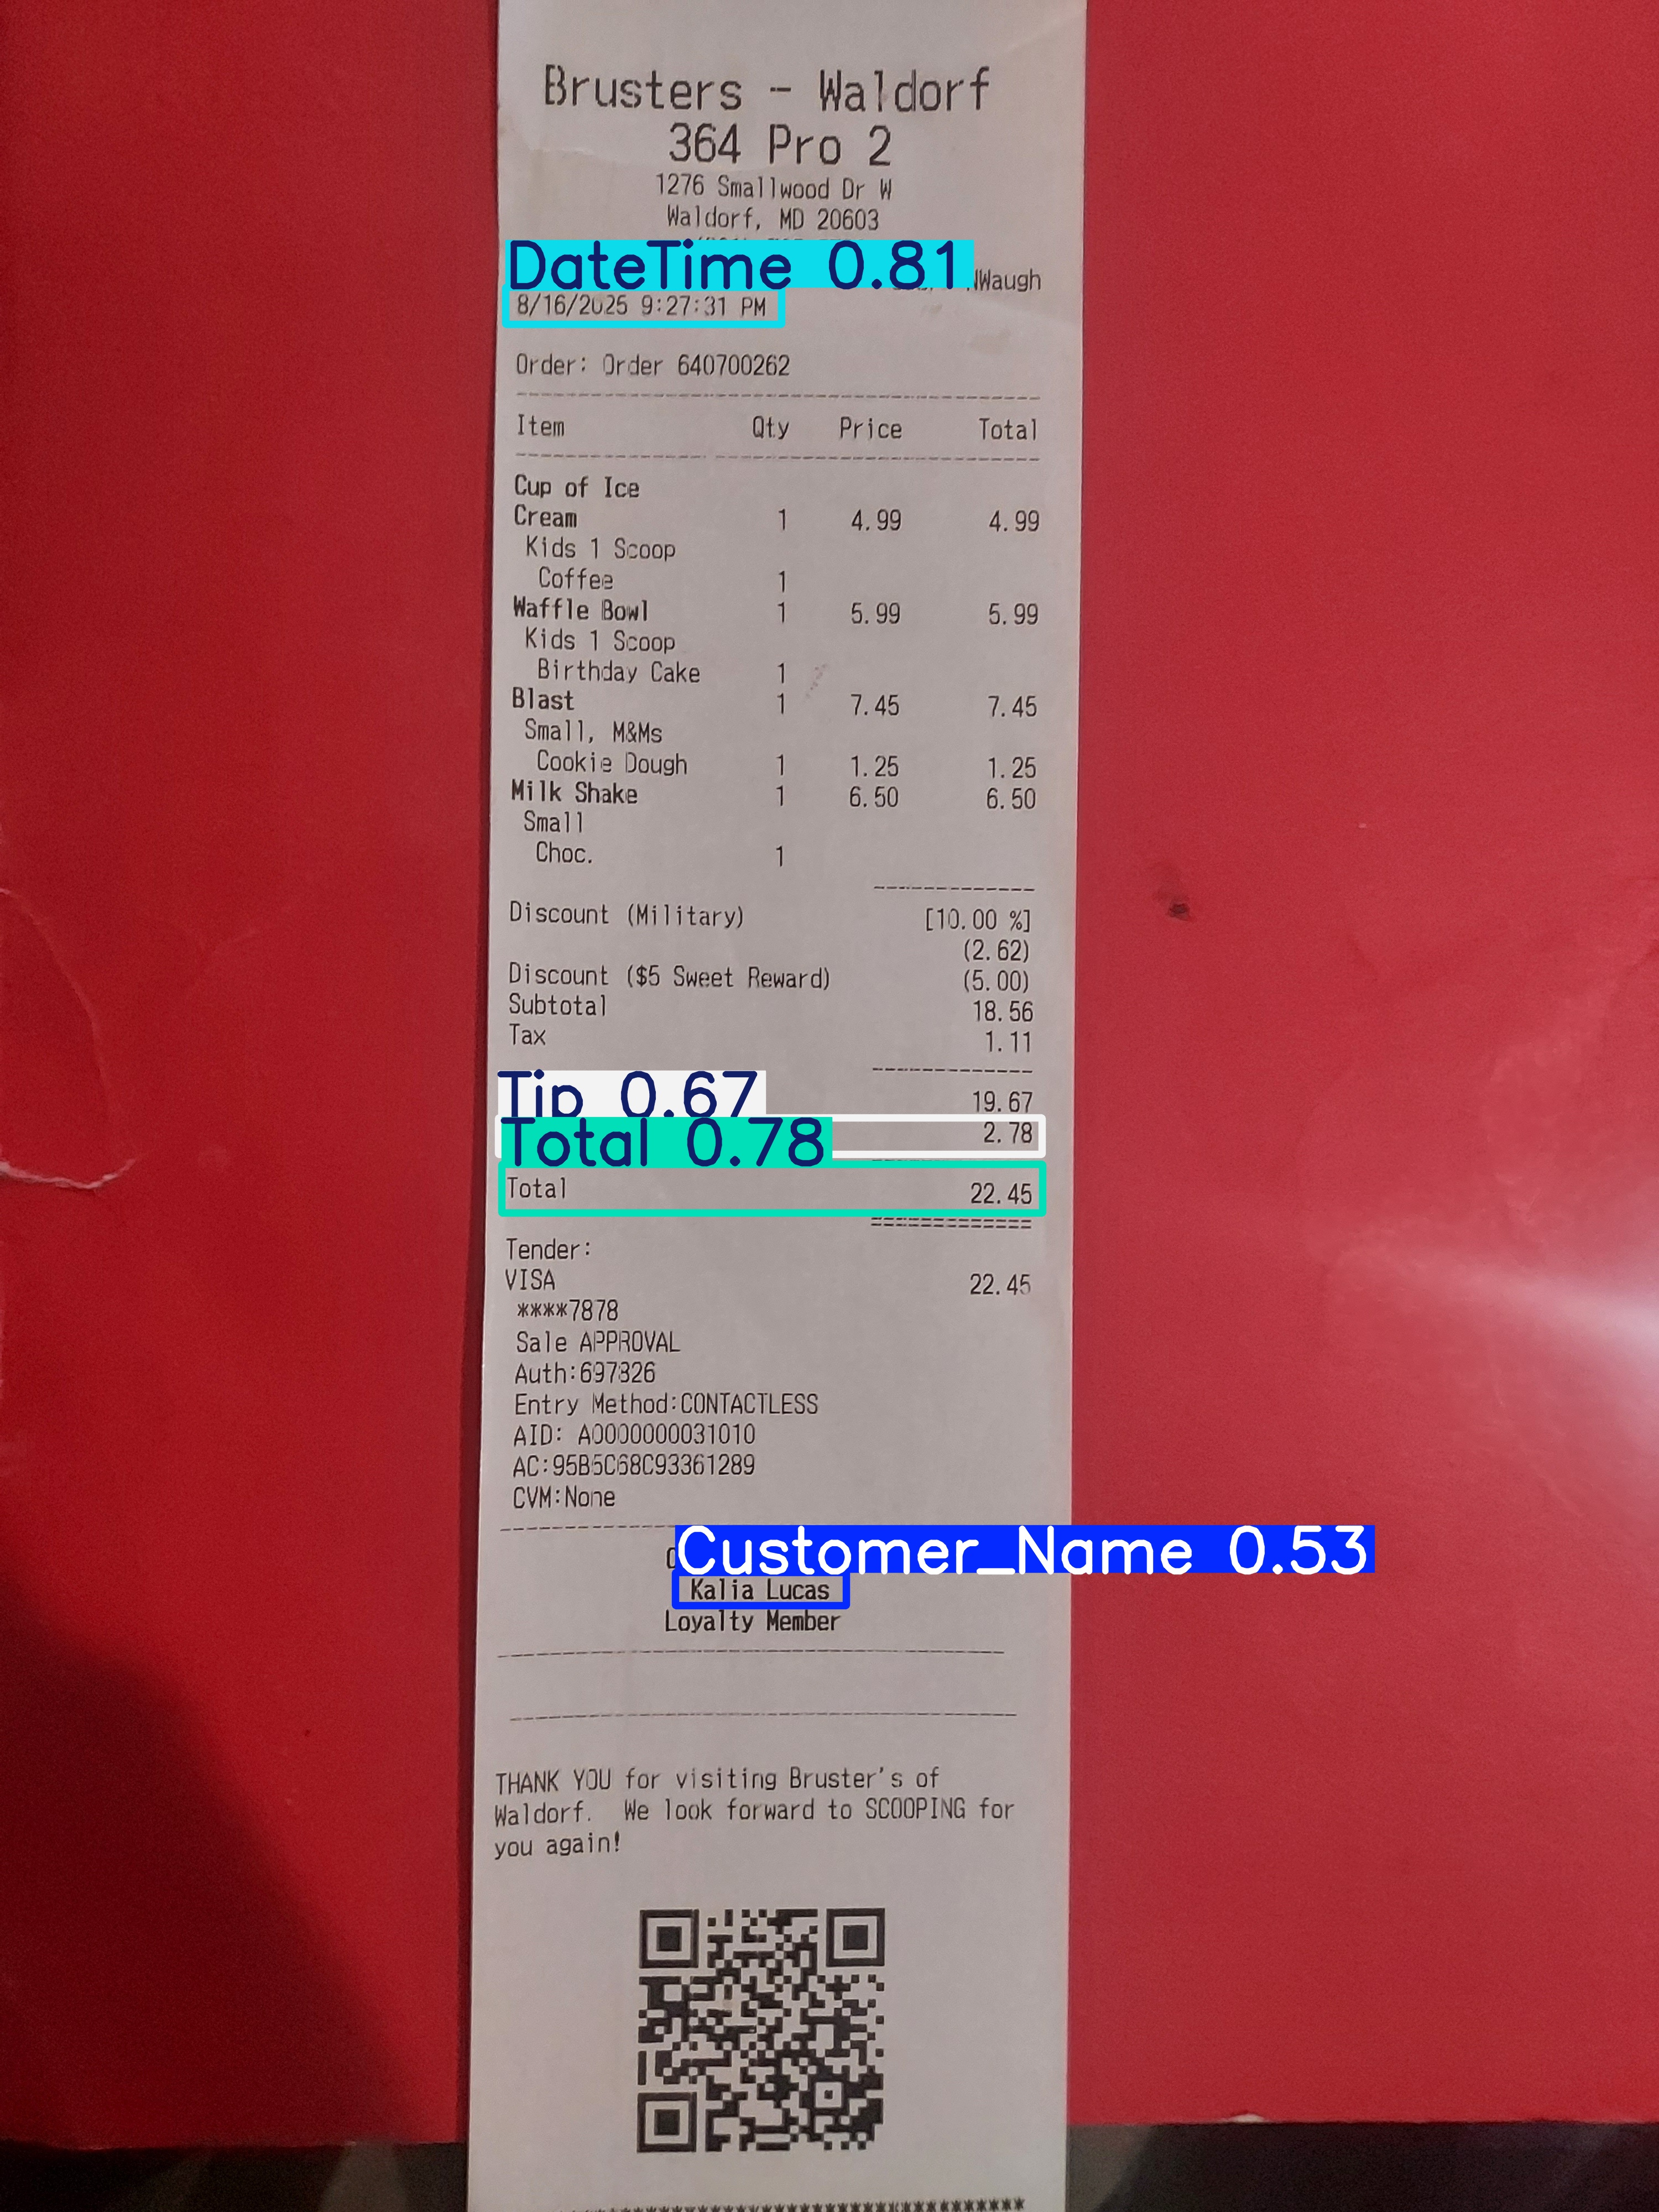 Brusters - Waldorf
364 Pro 2
1276 Smallwood Dr W
Waldorf, MD 20603
DateTime 0.81
NWaugh
8/16/2025 9:27:31 PM
Order: Order 640700262
Item Qty Price Total
Cup of Ice
Cream 1 4.99 4.99
Kids 1 Scoop
Coffee 1
Waffle Bowl 1 5.99 5.99
Kids 1 Scoop
Birthday Cake 1
Blast 1 7.45 7.45
Small, M&Ms
Cookie Dough 1 1.25 1.25
Milk Shake 1 6.50 6.50
Small
Choc. 1
Discount (Military) [10.00 %]
(2.62)
Discount ($5 Sweet Reward) (5.00)
Subtotal 18.56
Tax 1.11
Tip 0.67 19.67
Total 0.78 2.78
Total 22.45
Tender:
VISA 22.45
****7878
Sale APPROVAL
Auth:697826
Entry Method:CONTACTLESS
AID: A0000000031010
AC:95B5C68C93361289
CVM:None
Customer_Name 0.53
Kalia Lucas
Loyalty Member
THANK YOU for visiting Bruster's of
Waldorf. We look forward to SCOOPING for
you again!